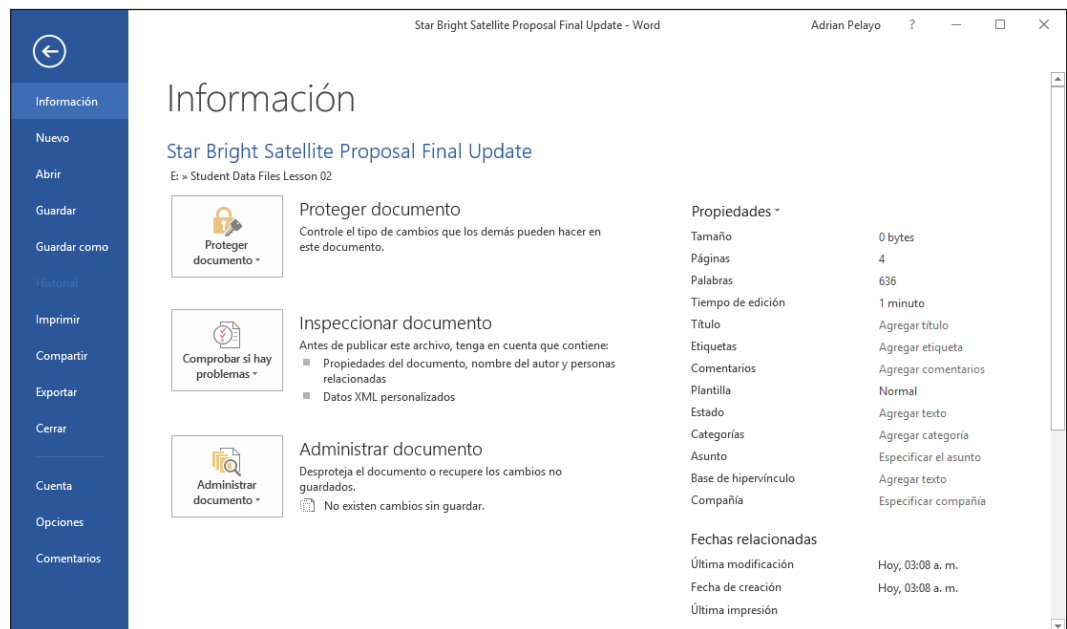 Star Bright Satellite Proposal Final Update - Word
Adrian Pelayo
?
Información
Nuevo
Abrir
Guardar
Guardar como
Historial
Imprimir
Compartir
Exportar
Cerrar
Cuenta
Opciones
Comentarios
Información
Star Bright Satellite Proposal Final Update
E: » Student Data Files Lesson 02
Proteger
documento
Proteger documento
Controle el tipo de cambios que los demás pueden hacer en
este documento.
Comprobar si hay
problemas
Inspeccionar documento
Antes de publicar este archivo, tenga en cuenta que contiene:
Propiedades del documento, nombre del autor y personas
relacionadas
Datos XML personalizados
Administrar
documento
Administrar documento
Desproteja el documento o recupere los cambios no
guardados.
No existen cambios sin guardar.
Propiedades
Tamaño 0 bytes
Páginas 4
Palabras 636
Tiempo de edición 1 minuto
Título Agregar título
Etiquetas Agregar etiqueta
Comentarios Agregar comentarios
Plantilla Normal
Estado Agregar texto
Categorías Agregar categoría
Asunto Especificar el asunto
Base de hipervínculo Agregar texto
Compañía Especificar compañía
Fechas relacionadas
Última modificación Hoy, 03:08 a. m.
Fecha de creación Hoy, 03:08 a. m.
Última impresión